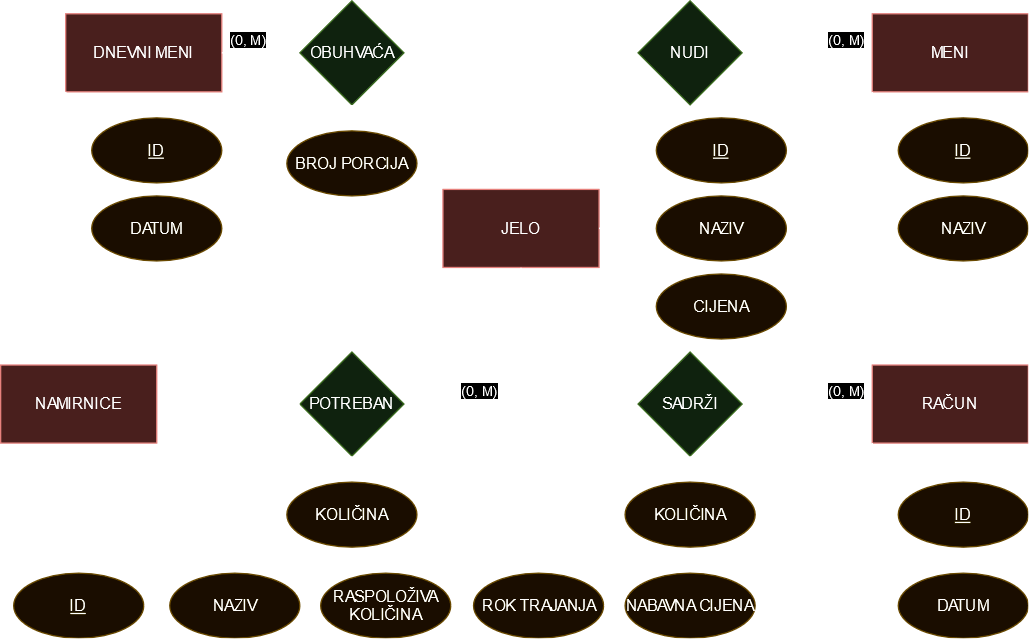 DNEVNI MENI
(0, M)
OBUHVAĆA
NUDI
(0, M)
MENI
ID
BROJ PORCIJA
ID
ID
DATUM
JELO
NAZIV
NAZIV
CIJENA
NAMIRNICE
POTREBAN
(0, M)
SADRŽI
(0, M)
RAČUN
KOLIČINA
KOLIČINA
ID
ID
NAZIV
RASPOLOŽIVA
KOLIČINA
ROK TRAJANJA
NABAVNA CIJENA
DATUM